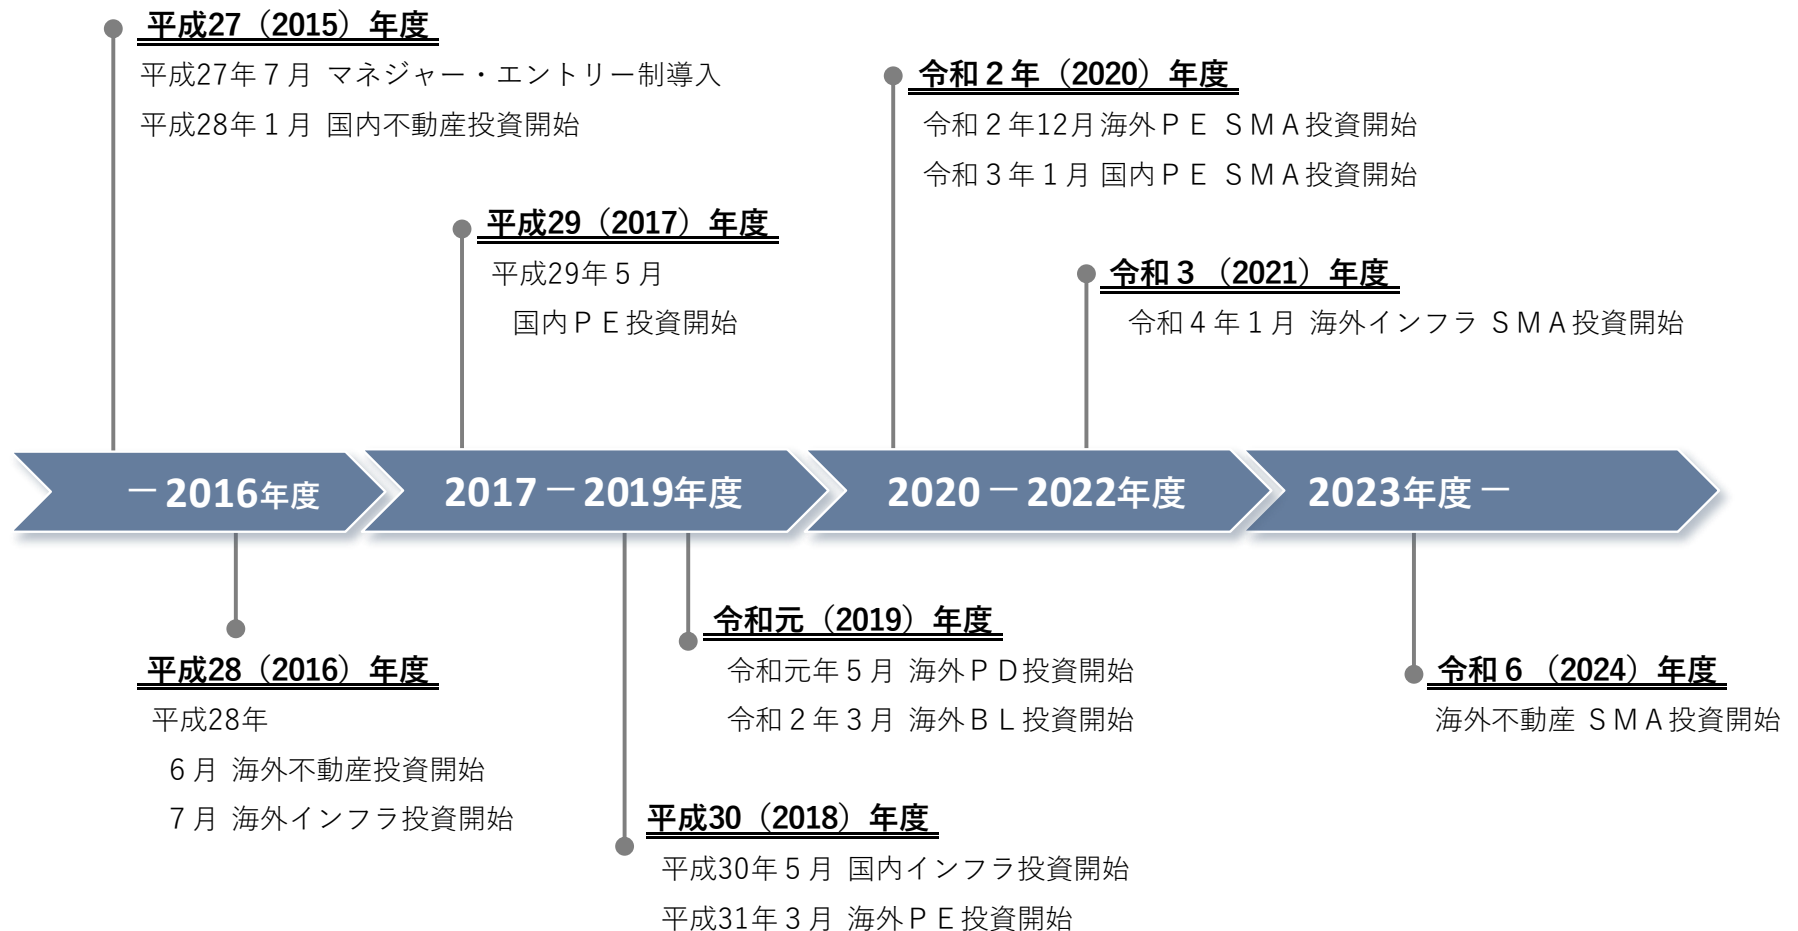 平成27（2015）年度
平成27年７月 マネジャー・エントリー制導入
平成28年１月 国内不動産投資開始
令和２年（2020）年度
令和２年12月海外ＰＥ ＳＭＡ投資開始
令和３年１月 国内ＰＥ ＳＭＡ投資開始
平成29（2017）年度
平成29年５月
国内ＰＥ投資開始
令和３（2021）年度
令和４年１月 海外インフラ ＳＭＡ投資開始
－2016年度
2017－2019年度
2020－2022年度
2023年度－
平成28（2016）年度
平成28年
６月 海外不動産投資開始
７月 海外インフラ投資開始
令和元（2019）年度
令和元年５月 海外ＰＤ投資開始
令和２年３月 海外ＢＬ投資開始
平成30（2018）年度
平成30年５月 国内インフラ投資開始
平成31年３月 海外ＰＥ投資開始
令和６（2024）年度
海外不動産 ＳＭＡ投資開始